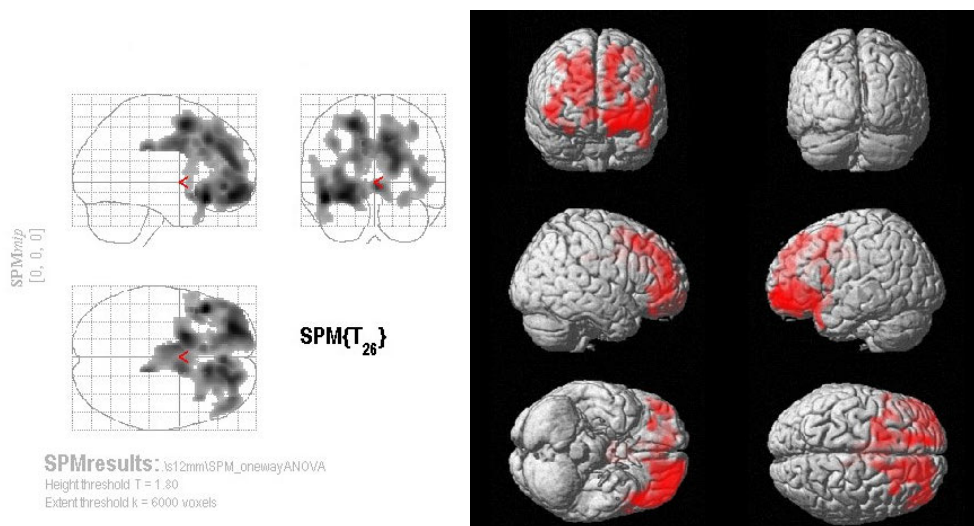 SPMmip
[0, 0, 0]
<
<
<
SPM{T26}
SPMresults: .\s12mm\SPM_onewayANOVA
Height threshold T = 1.80
Extent threshold k = 6000 voxels